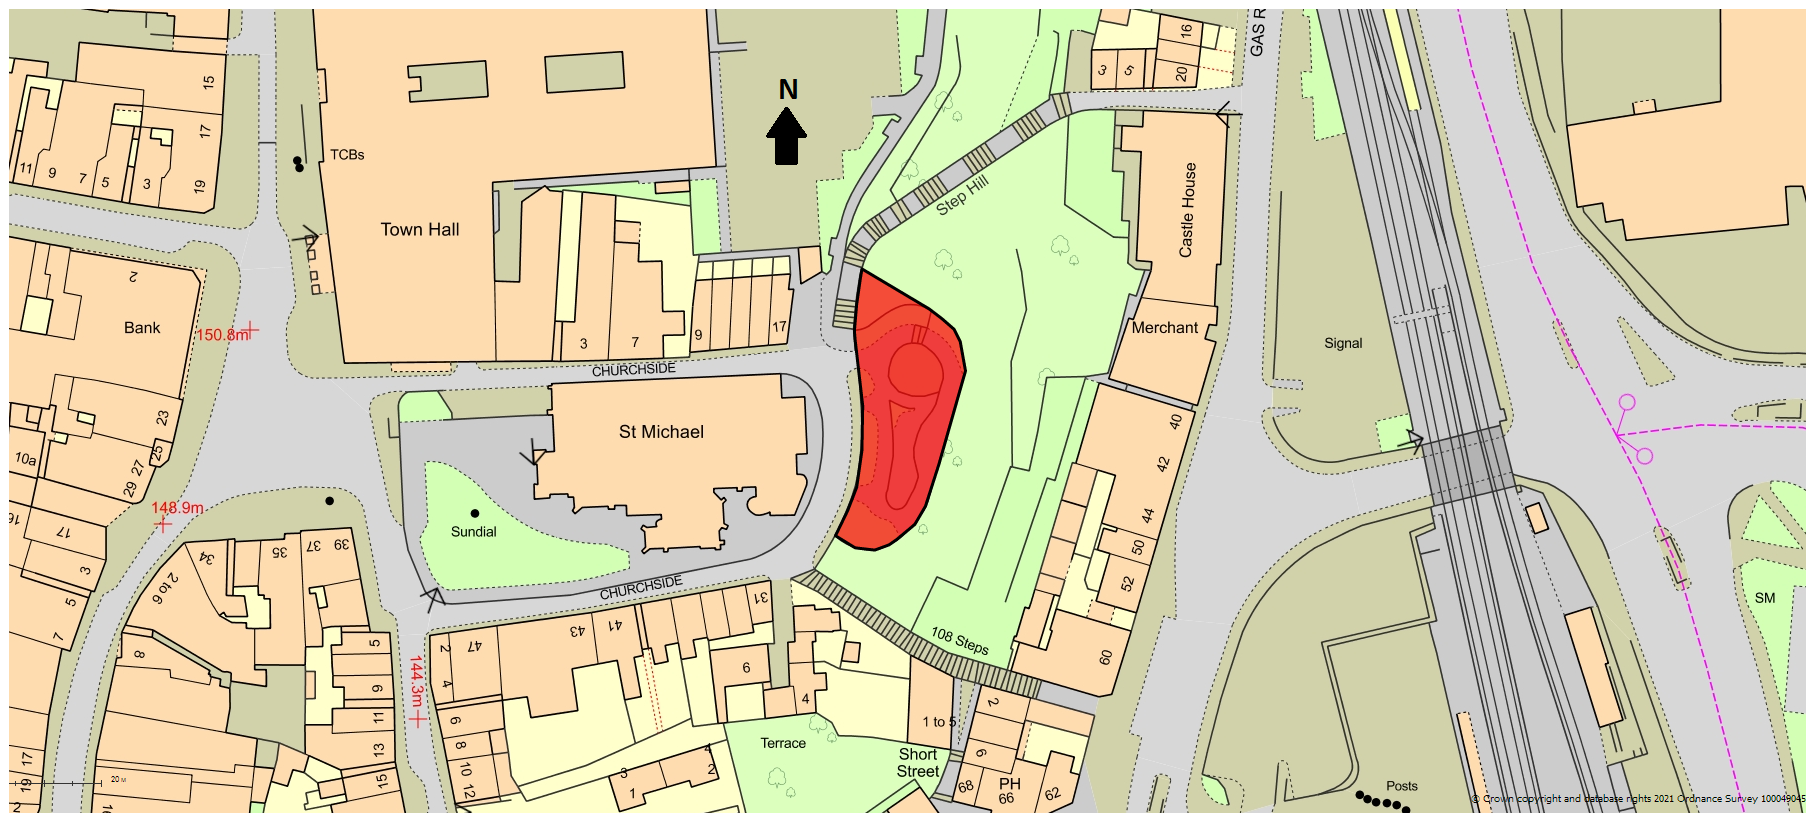 GAS R
16
3
5
20
15
17
11
9
7
5
3
19
TCBs
N
Step Hill
Castle House
Town Hall
2
Bank
150.8m
3
7
9
17
CHURCHSIDE
Merchant
Signal
23
St Michael
40
10a
25
27
29
42
148.9m
Sundial
17
44
34
35
37
39
50
3
2 to 6
52
CHURCHSIDE
SM
5
7
31
41
43
47
2
108 Steps
8
5
6
60
144.3m
4
9
4
6
11
2
1 to 5
8
13
Terrace
6
Short
Street
17
10
15
3
4
2
19
20 M
12
1
68
PH
66
62
Posts
2
© Crown copyright and database rights 2021 Ordnance Survey 100049045